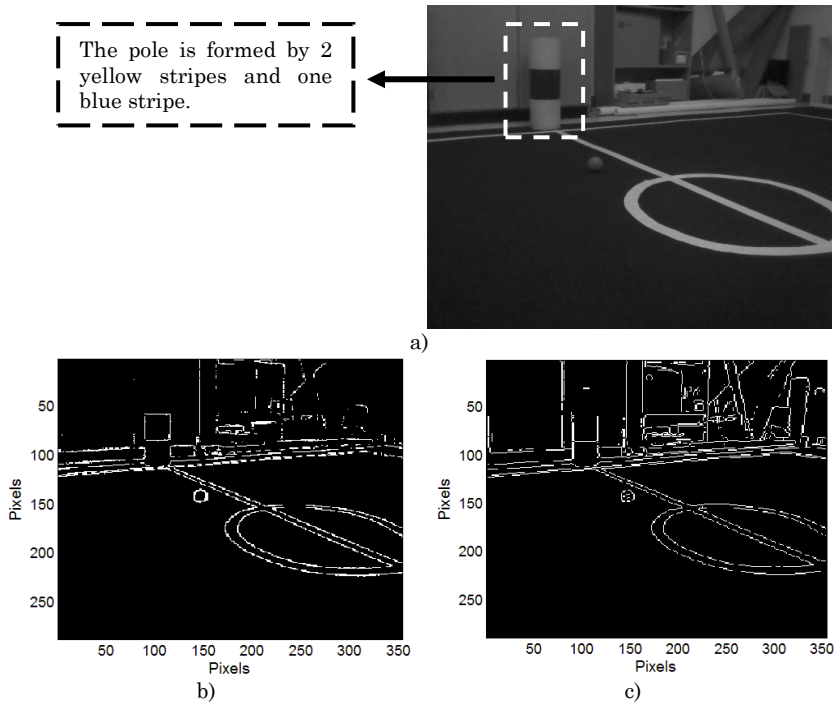 The pole is formed by 2
yellow stripes and one
blue stripe.
a)
50
100
150
200
250
Pixels
50 100 150 200 250 300 350
Pixels
b)
50
100
150
200
250
Pixels
50 100 150 200 250 300 350
Pixels
c)